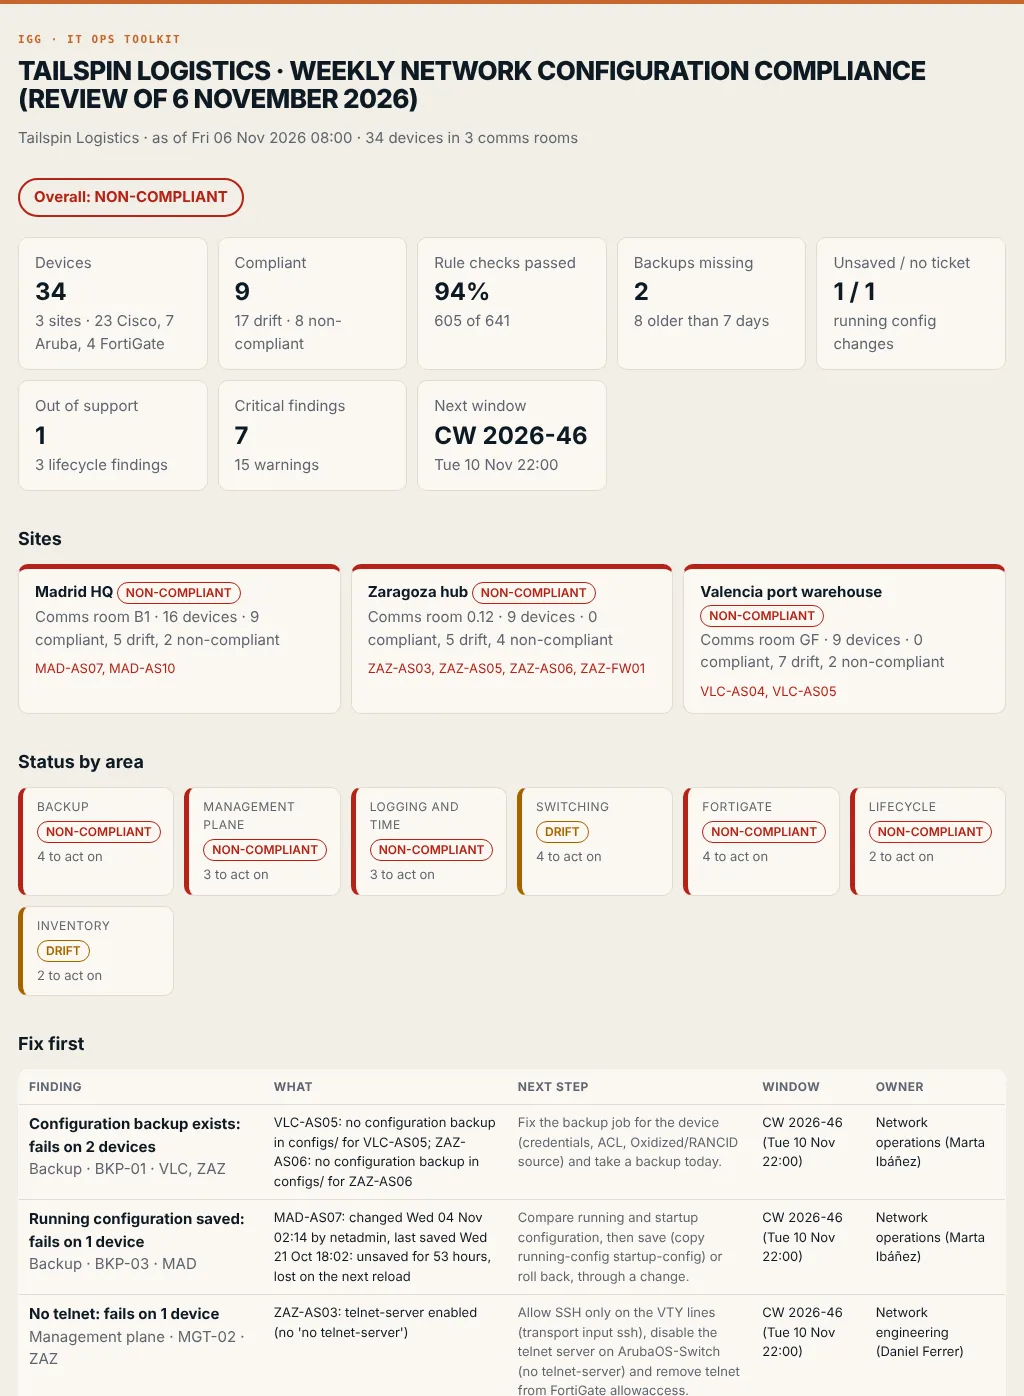 IGG · IT OPS TOOLKIT
TAILSPIN LOGISTICS · WEEKLY NETWORK CONFIGURATION COMPLIANCE
(REVIEW OF 6 NOVEMBER 2026)
Tailspin Logistics · as of Fri 06 Nov 2026 08:00 · 34 devices in 3 comms rooms
Overall: NON-COMPLIANT
Devices
34
3 sites · 23 Cisco, 7
Aruba, 4 FortiGate
Compliant
9
17 drift · 8 non-
compliant
Rule checks passed
94%
605 of 641
Backups missing
2
8 older than 7 days
Unsaved / no ticket
1 / 1
running config
changes
Out of support
1
3 lifecycle findings
Critical findings
7
15 warnings
Next window
CW 2026-46
Tue 10 Nov 22:00
Sites
Madrid HQ NON-COMPLIANT
Comms room B1 · 16 devices · 9
compliant, 5 drift, 2 non-compliant
MAD-AS07, MAD-AS10
Zaragoza hub NON-COMPLIANT
Comms room 0.12 · 9 devices · 0
compliant, 5 drift, 4 non-compliant
ZAZ-AS03, ZAZ-AS05, ZAZ-AS06, ZAZ-FW01
Valencia port warehouse
NON-COMPLIANT
Comms room GF · 9 devices · 0
compliant, 7 drift, 2 non-compliant
VLC-AS04, VLC-AS05
Status by area
BACKUP
NON-COMPLIANT
4 to act on
MANAGEMENT
PLANE
NON-COMPLIANT
3 to act on
LOGGING AND
TIME
NON-COMPLIANT
3 to act on
SWITCHING
DRIFT
4 to act on
FORTIGATE
NON-COMPLIANT
4 to act on
LIFECYCLE
NON-COMPLIANT
2 to act on
INVENTORY
DRIFT
2 to act on
Fix first
FINDING WHAT NEXT STEP WINDOW OWNER
Configuration backup exists:
fails on 2 devices
Backup · BKP-01 · VLC, ZAZ
VLC-AS05: no configuration backup
in configs/ for VLC-AS05; ZAZ-
AS06: no configuration backup in
configs/ for ZAZ-AS06
Fix the backup job for the device
(credentials, ACL, Oxidized/RANCID
source) and take a backup today.
CW 2026-46
(Tue 10 Nov
22:00)
Network
operations (Marta
Ibáñez)
Running configuration saved:
fails on 1 device
Backup · BKP-03 · MAD
MAD-AS07: changed Wed 04 Nov
02:14 by netadmin, last saved Wed
21 Oct 18:02: unsaved for 53 hours,
lost on the next reload
Compare running and startup
configuration, then save (copy
running-config startup-config) or
roll back, through a change.
CW 2026-46
(Tue 10 Nov
22:00)
Network
operations (Marta
Ibáñez)
No telnet: fails on 1 device
Management plane · MGT-02 ·
ZAZ
ZAZ-AS03: telnet-server enabled
(no 'no telnet-server')
Allow SSH only on the VTY lines
(transport input ssh), disable the
telnet server on ArubaOS-Switch
(no telnet-server) and remove telnet
from FortiGate allowaccess.
CW 2026-46
(Tue 10 Nov
22:00)
Network
engineering
(Daniel Ferrer)